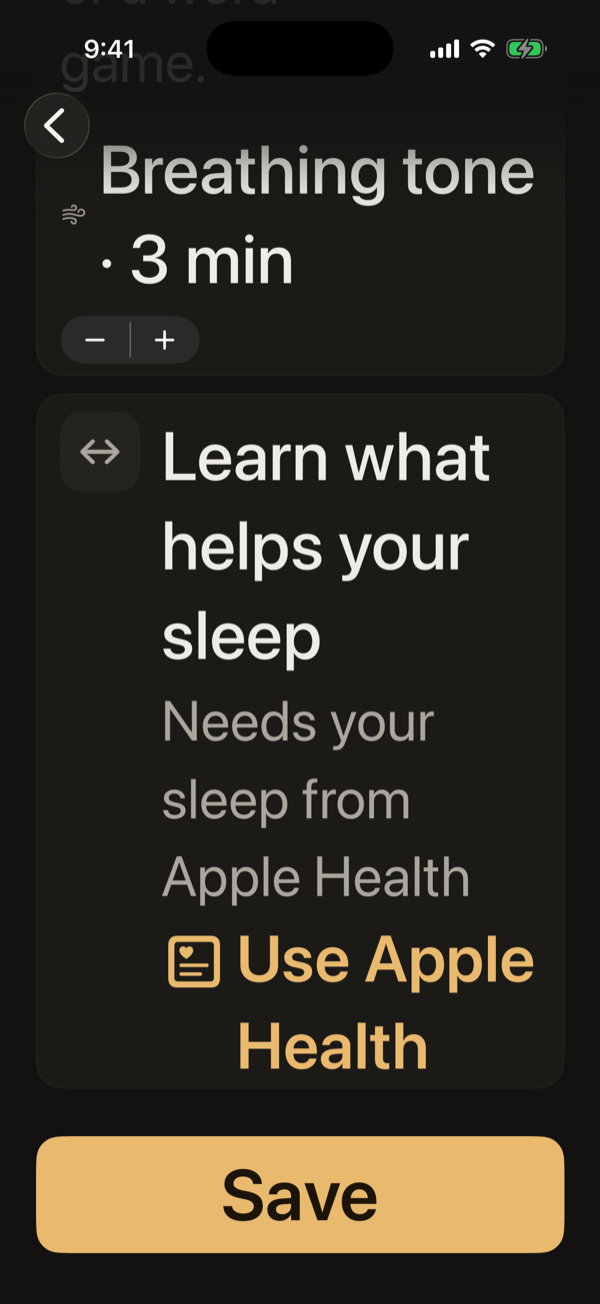 9:41
game.
Breathing tone
· 3 min
Learn what
helps your
sleep
Needs your
sleep from
Apple Health
Use Apple
Health
Save